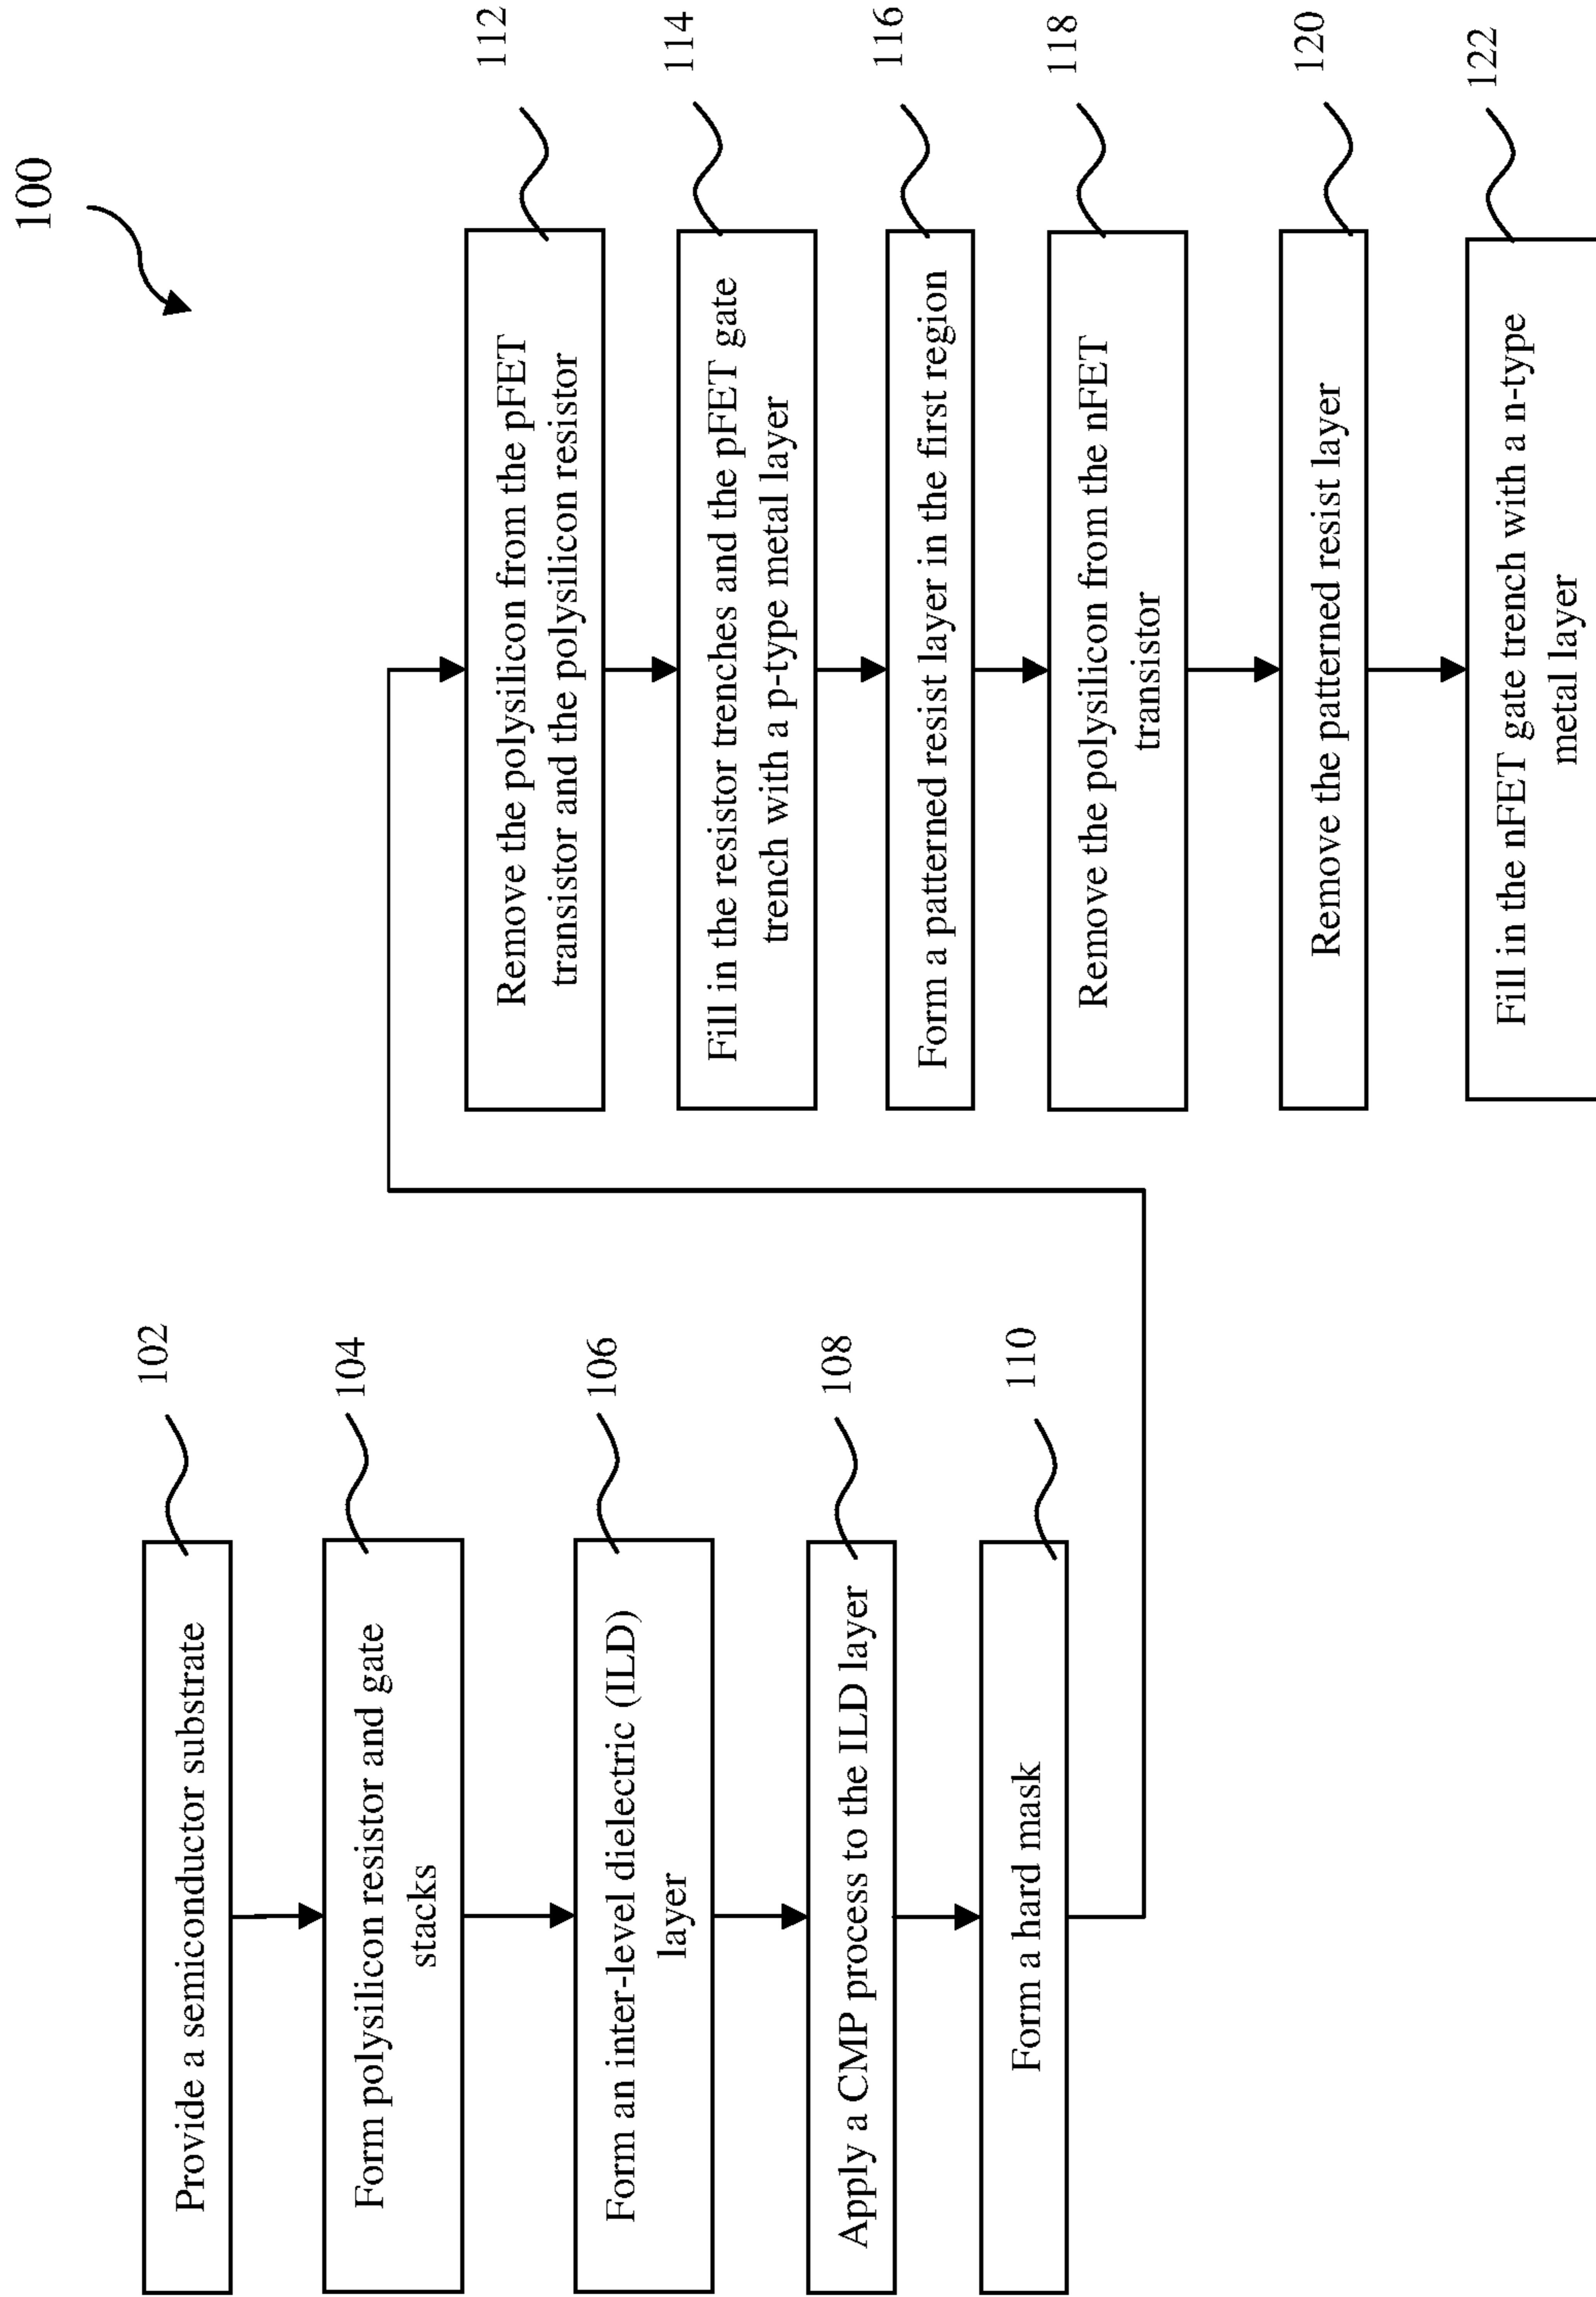 100
102
Provide a semiconductor substrate
104
Form polysilicon resistor and gate
stacks
106
Form an inter-level dielectric (ILD)
layer
108
Apply a CMP process to the ILD layer
110
Form a hard mask
112
Remove the polysilicon from the pFET
transistor and the polysilicon resistor
114
Fill in the resistor trenches and the pFET gate
trench with a p-type metal layer
116
Form a patterned resist layer in the first region
118
Remove the polysilicon from the nFET
transistor
120
Remove the patterned resist layer
122
Fill in the nFET gate trench with a n-type
metal layer